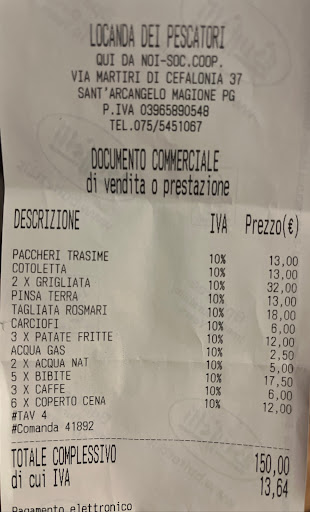 LOCANDA DEI PESCATORI
QUI DA NOI-SOC.COOP.
VIA MARTIRI DI CEFALONIA 37
SANT'ARCANGELO MAGIONE PG
P.IVA 03965890548
TEL.075/5451067
DOCUMENTO COMMERCIALE
di vendita o prestazione
DESCRIZIONE IVA Prezzo(€)
PACCHERI TRASIME 10% 13,00
COTOLETTA 10% 13,00
2 X GRIGLIATA 10% 32,00
PINSA TERRA 10% 13,00
TAGLIATA ROSMARI 10% 18,00
CARCIOFI 10% 6,00
3 X PATATE FRITTE 10% 12,00
ACQUA GAS 10% 2,50
2 X ACQUA NAT 10% 5,00
5 X BIBITE 10% 17,50
3 X CAFFE 10% 6,00
6 X COPERTO CENA 10% 12,00
#TAV 4
#Comanda 41892
TOTALE COMPLESSIVO 150,00
di cui IVA 13,64
Pagamento elettronico